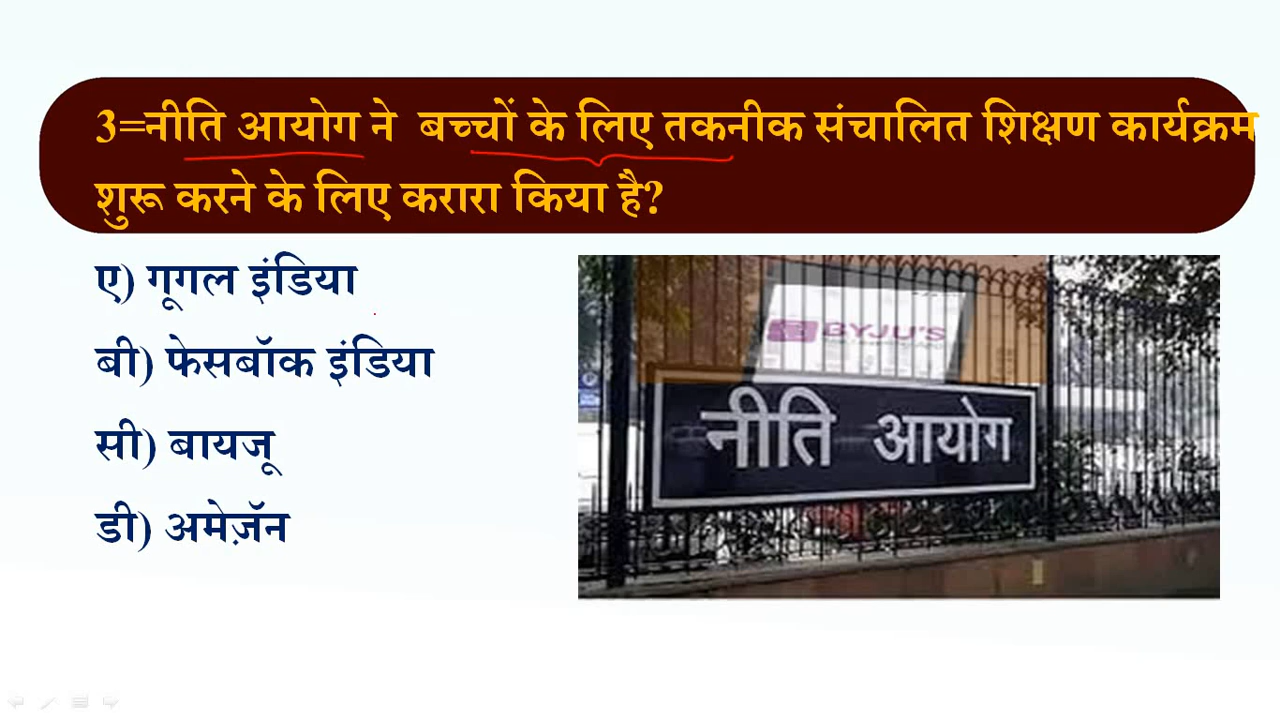 3=नीति आयोग ने बच्चों के लिए तकनीक संचालित शिक्षण कार्यक्रम
शुरू करने के लिए करारा किया है?
ए) गूगल इंडिया
बी) फेसबॉक इंडिया
सी) बायजू
डी) अमेज़ॅन
BYJU'S
नीति आयोग